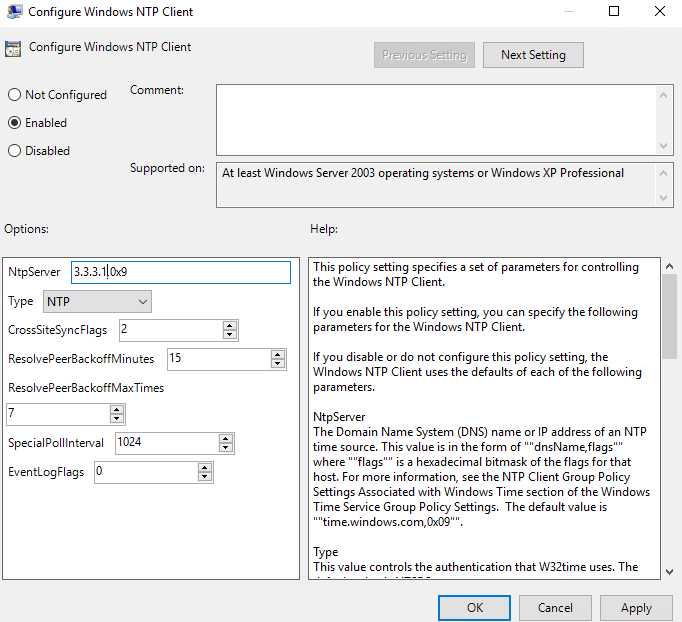 Configure Windows NTP Client
Configure Windows NTP Client
Previous Setting
Next Setting
Not Configured
Enabled
Disabled
Comment:
Supported on:
At least Windows Server 2003 operating systems or Windows XP Professional
Options:
Help:
NtpServer 3.3.3.1,0x9
Type NTP
CrossSiteSyncFlags 2
ResolvePeerBackoffMinutes 15
ResolvePeerBackoffMaxTimes
7
SpecialPollInterval 1024
EventLogFlags 0
This policy setting specifies a set of parameters for controlling
the Windows NTP Client.
If you enable this policy setting, you can specify the following
parameters for the Windows NTP Client.
If you disable or do not configure this policy setting, the
WIndows NTP Client uses the defaults of each of the following
parameters.
NtpServer
The Domain Name System (DNS) name or IP address of an NTP
time source. This value is in the form of ""dnsName,flags""
where ""flags"" is a hexadecimal bitmask of the flags for that
host. For more information, see the NTP Client Group Policy
Settings Associated with Windows Time section of the Windows
Time Service Group Policy Settings.  The default value is
""time.windows.com,0x09"".
Type
This value controls the authentication that W32time uses. The
OK
Cancel
Apply